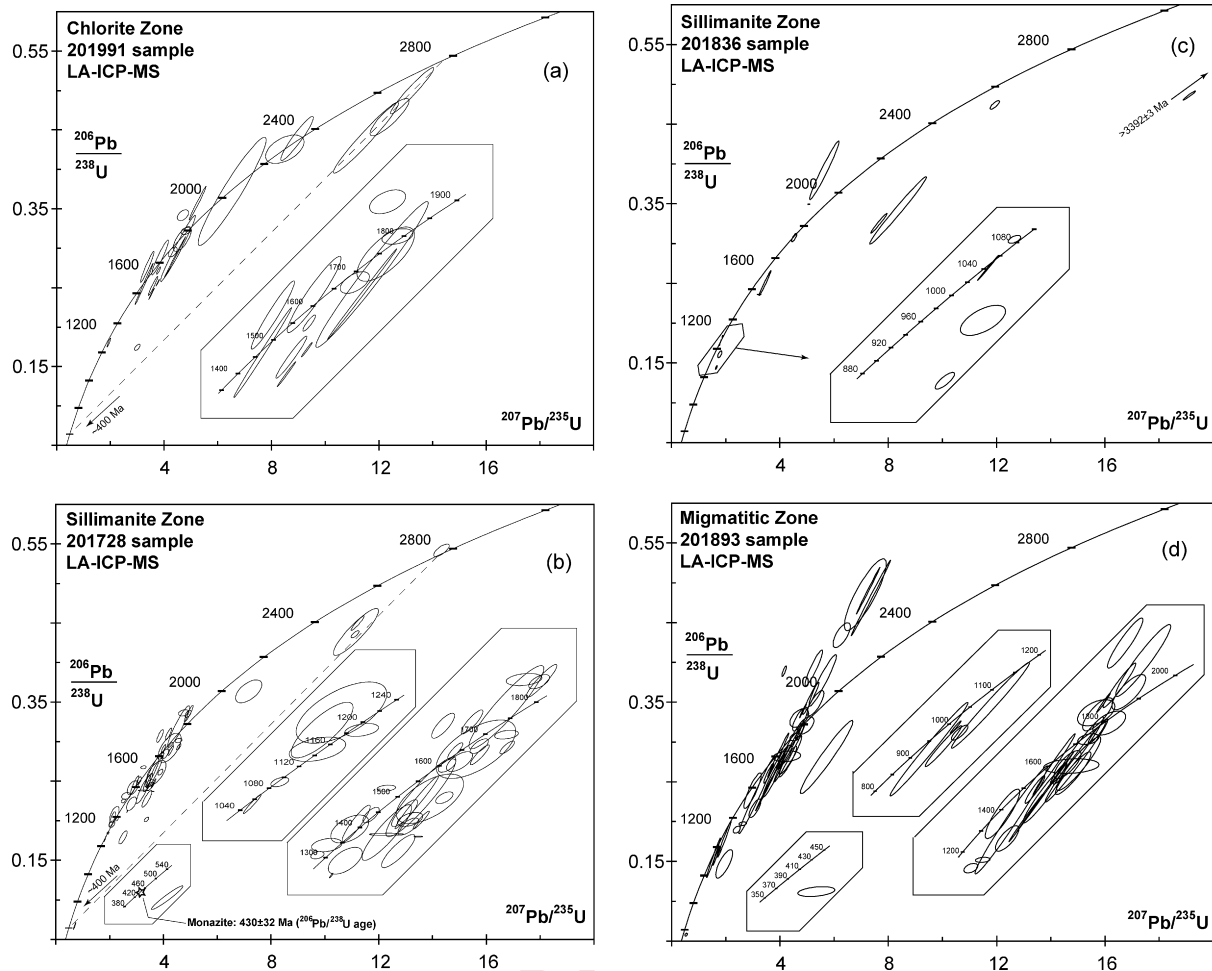 Chlorite Zone
201991 sample
LA-ICP-MS
(a)
0.55
0.35
0.15
²⁰⁶Pb
²³⁸U
2800
2400
2000
1600
1200
1900
1800
1700
1600
1500
1400
~400 Ma
²⁰⁷Pb/²³⁵U
4
8
12
16
Sillimanite Zone
201836 sample
LA-ICP-MS
(c)
0.55
0.35
0.15
²⁰⁶Pb
²³⁸U
2800
2400
2000
1600
1200
>3392±3 Ma
1080
1040
1000
960
920
880
²⁰⁷Pb/²³⁵U
4
8
12
16
Sillimanite Zone
201728 sample
LA-ICP-MS
(b)
0.55
0.35
0.15
²⁰⁶Pb
²³⁸U
2800
2400
2000
1600
1200
1240
1200
1160
1120
1080
1040
1800
1700
1600
1500
1400
1300
540
500
460
420
380
~400 Ma
Monazite: 430±32 Ma (²⁰⁶Pb/²³⁸U age)
²⁰⁷Pb/²³⁵U
4
8
12
16
Migmatitic Zone
201893 sample
LA-ICP-MS
(d)
0.55
0.35
0.15
²⁰⁶Pb
²³⁸U
2800
2400
2000
1600
1200
1200
1100
1000
900
800
2000
1800
1600
1400
1200
450
430
410
390
370
350
²⁰⁷Pb/²³⁵U
4
8
12
16